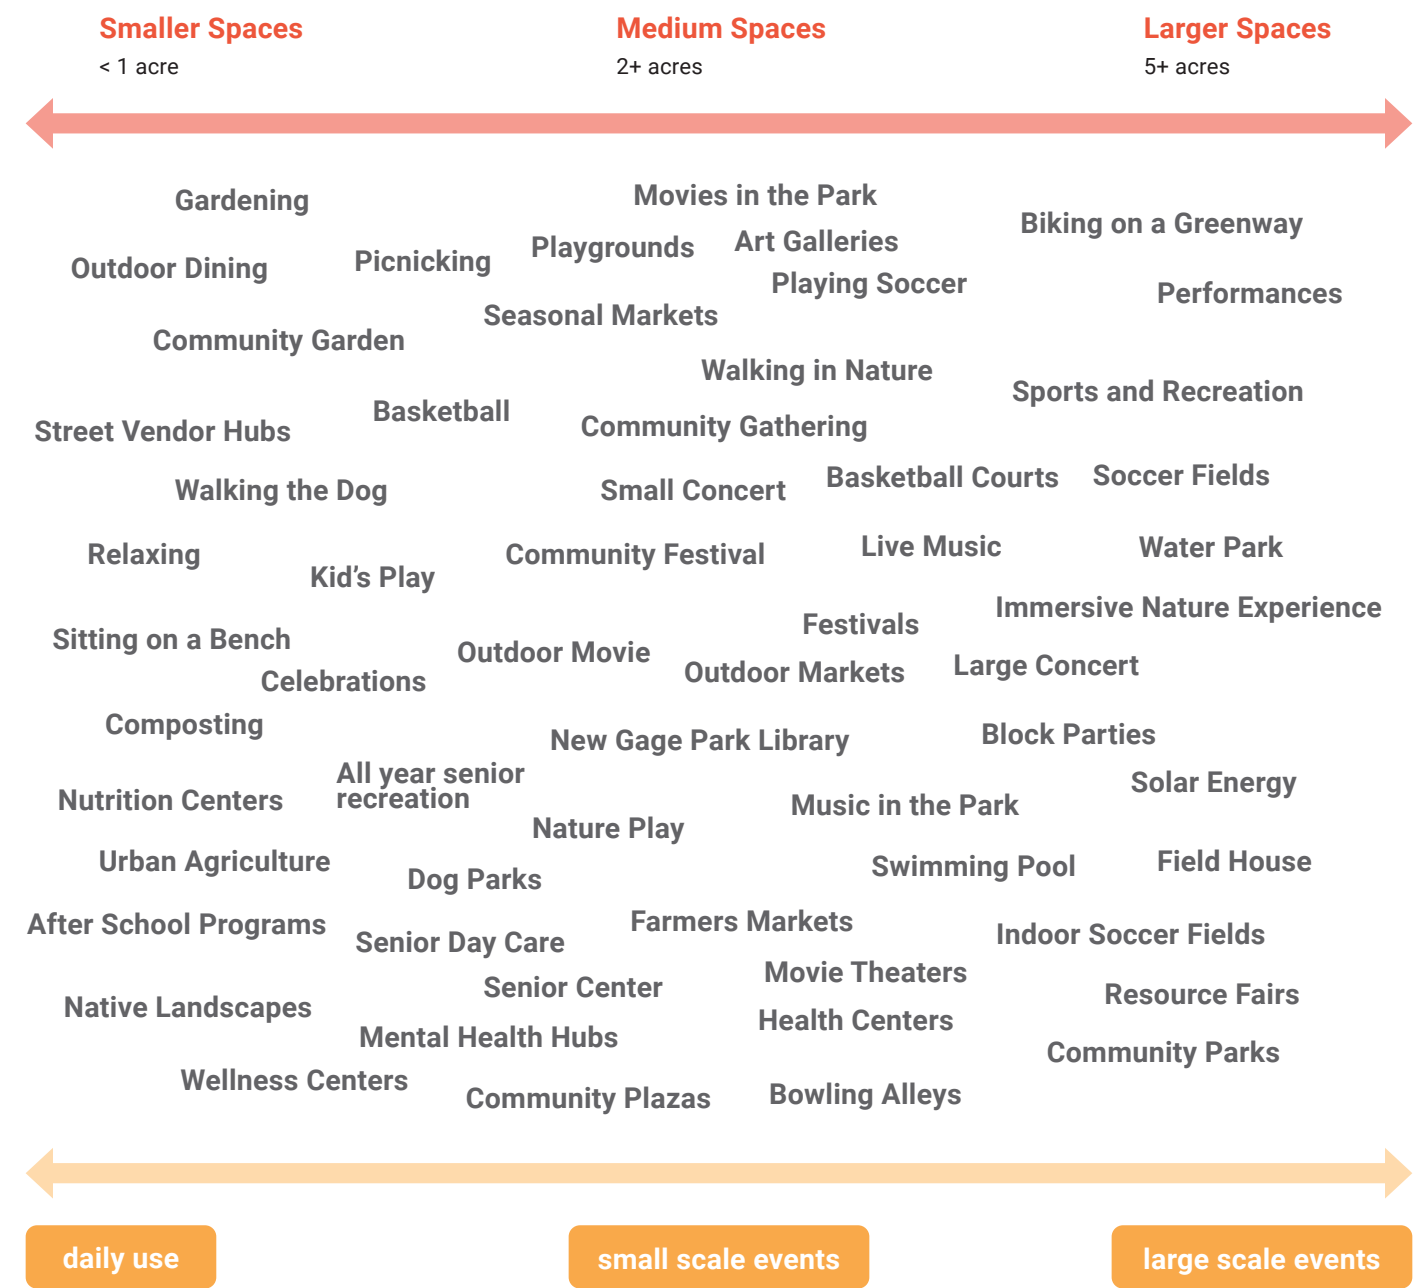 Smaller Spaces
< 1 acre
Medium Spaces
2+ acres
Larger Spaces
5+ acres
Gardening
Movies in the Park
Biking on a Greenway
Outdoor Dining
Picnicking
Playgrounds
Art Galleries
Playing Soccer
Performances
Seasonal Markets
Community Garden
Walking in Nature
Sports and Recreation
Basketball
Street Vendor Hubs
Community Gathering
Walking the Dog
Small Concert
Basketball Courts
Soccer Fields
Relaxing
Kid’s Play
Community Festival
Live Music
Water Park
Immersive Nature Experience
Festivals
Sitting on a Bench
Outdoor Movie
Outdoor Markets
Large Concert
Celebrations
Composting
New Gage Park Library
Block Parties
All year senior
recreation
Solar Energy
Nutrition Centers
Music in the Park
Nature Play
Urban Agriculture
Dog Parks
Swimming Pool
Field House
After School Programs
Senior Day Care
Farmers Markets
Indoor Soccer Fields
Movie Theaters
Senior Center
Resource Fairs
Native Landscapes
Mental Health Hubs
Health Centers
Community Parks
Wellness Centers
Community Plazas
Bowling Alleys
daily use
small scale events
large scale events